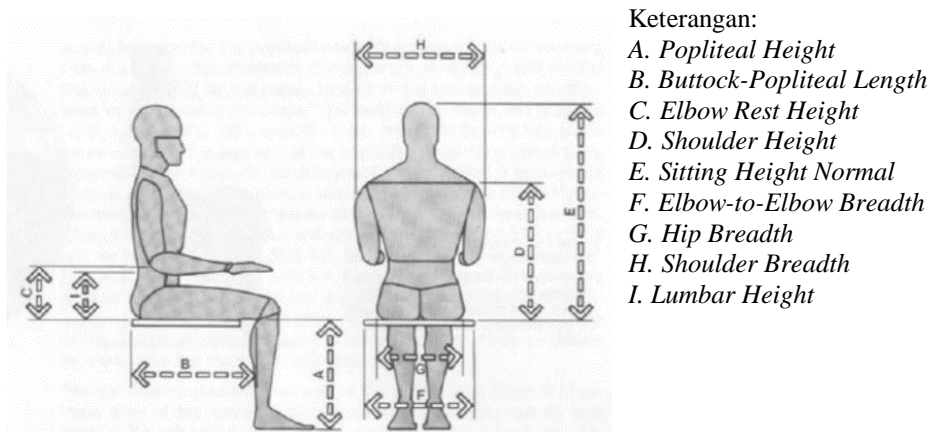 Keterangan:
A. Popliteal Height
B. Buttock-Popliteal Length
C. Elbow Rest Height
D. Shoulder Height
E. Sitting Height Normal
F. Elbow-to-Elbow Breadth
G. Hip Breadth
H. Shoulder Breadth
I. Lumbar Height
H
E
D
C
I
B
A
G
F